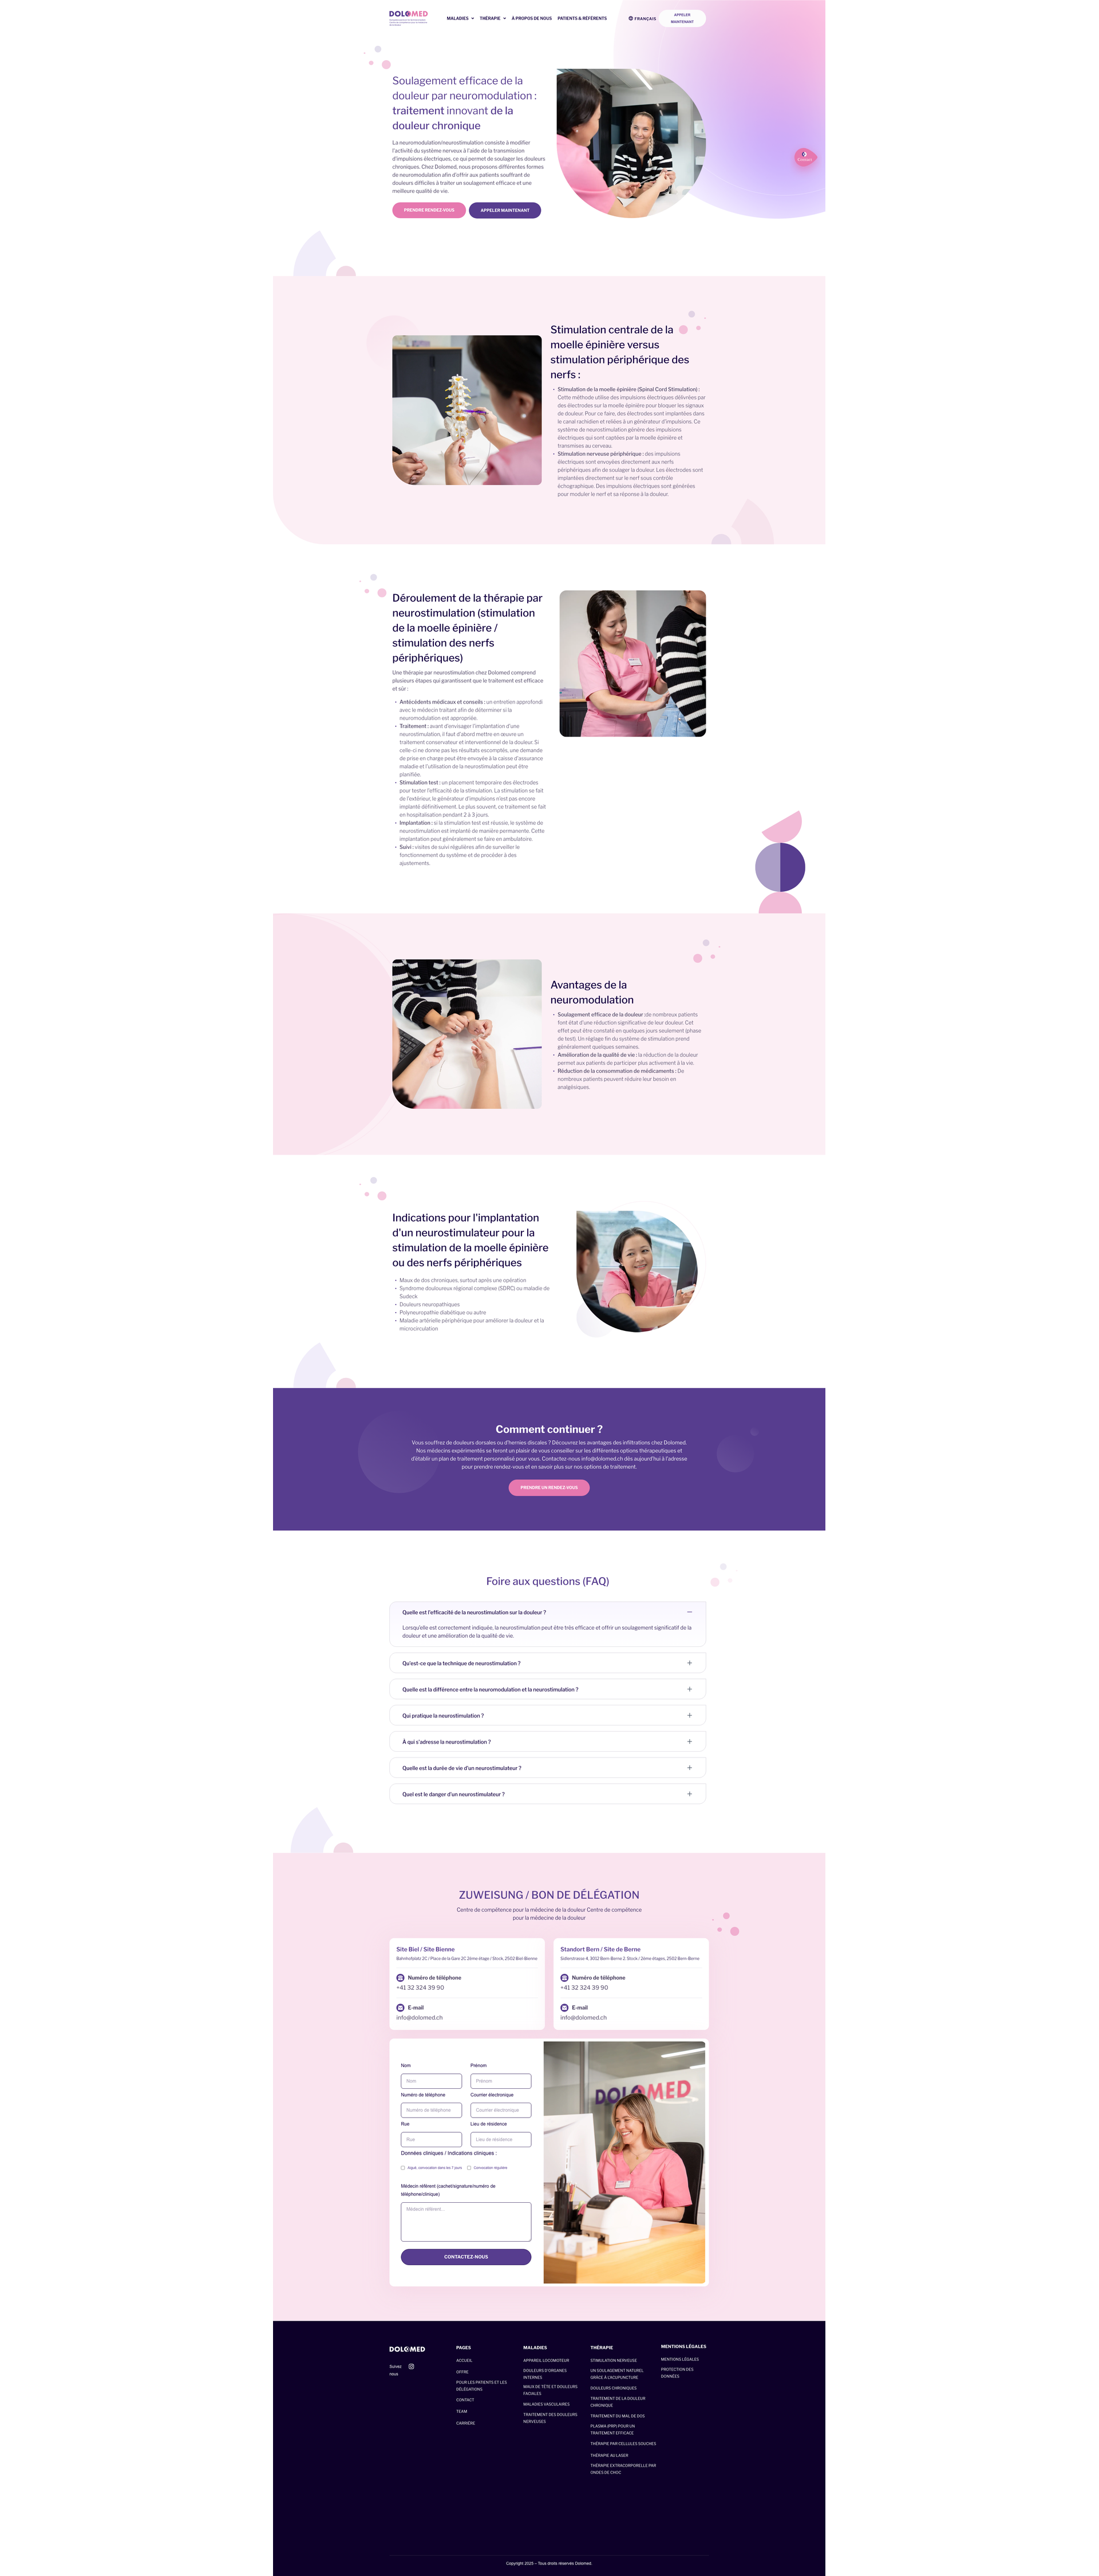 DOLOMED
MALADIES
THÉRAPIE
À PROPOS DE NOUS
PATIENTS & RÉFÉRENTS
FRANÇAIS
APPELER
MAINTENANT
Soulagement efficace de la
douleur par neuromodulation :
traitement innovant de la
douleur chronique
La neuromodulation/neurostimulation consiste à modifier
l'activité du système nerveux à l'aide de la transmission
d'impulsions électriques, ce qui permet de soulager les douleurs
chroniques. Chez Dolomed, nous proposons différentes formes
de neuromodulation afin d'offrir aux patients souffrant de
douleurs difficiles à traiter un soulagement efficace et une
meilleure qualité de vie.
PRENDRE RENDEZ-VOUS
APPELER MAINTENANT
Stimulation centrale de la
moelle épinière versus
stimulation périphérique des
nerfs :
• Stimulation de la moelle épinière (Spinal Cord Stimulation) :
Cette méthode utilise des impulsions électriques délivrées par
des électrodes sur la moelle épinière pour bloquer les signaux
de douleur. Pour ce faire, des électrodes sont implantées dans
le canal rachidien et reliées à un générateur d'impulsions. Ce
système de neurostimulation génère des impulsions
électriques qui sont captées par la moelle épinière et
transmises au cerveau.
• Stimulation nerveuse périphérique : des impulsions
électriques sont envoyées directement aux nerfs
périphériques afin de soulager la douleur. Les électrodes sont
implantées directement sur le nerf sous contrôle
échographique. Des impulsions électriques sont générées
pour moduler le nerf et sa réponse à la douleur.
Déroulement de la thérapie par
neurostimulation (stimulation
de la moelle épinière /
stimulation des nerfs
périphériques)
Une thérapie par neurostimulation chez Dolomed comprend
plusieurs étapes qui garantissent que le traitement est efficace
et sûr :
• Antécédents médicaux et conseils : un entretien approfondi
avec le médecin traitant afin de déterminer si la
neuromodulation est appropriée.
• Traitement : avant d'envisager l'implantation d'une
neurostimulation, il faut d'abord mettre en œuvre un
traitement conservateur et interventionnel de la douleur. Si
celle-ci ne donne pas les résultats escomptés, une demande
de prise en charge peut être envoyée à la caisse d'assurance
maladie et l'utilisation de la neurostimulation peut être
planifiée.
• Stimulation test : un placement temporaire des électrodes
pour tester l'efficacité de la stimulation. La stimulation se fait
de l'extérieur, le générateur d'impulsions n'est pas encore
implanté définitivement. Le plus souvent, ce traitement se fait
en hospitalisation pendant 2 à 3 jours.
• Implantation : si la stimulation test est réussie, le système de
neurostimulation est implanté de manière permanente. Cette
implantation peut généralement se faire en ambulatoire.
• Suivi : visites de suivi régulières afin de surveiller le
fonctionnement du système et de procéder à des
ajustements.
Avantages de la
neuromodulation
• Soulagement efficace de la douleur :de nombreux patients
font état d'une réduction significative de leur douleur. Cet
effet peut être constaté en quelques jours seulement (phase
de test). Un réglage fin du système de stimulation prend
généralement quelques semaines.
• Amélioration de la qualité de vie : la réduction de la douleur
permet aux patients de participer plus activement à la vie.
• Réduction de la consommation de médicaments : De
nombreux patients peuvent réduire leur besoin en
analgésiques.
Indications pour l'implantation
d'un neurostimulateur pour la
stimulation de la moelle épinière
ou des nerfs périphériques
• Maux de dos chroniques, surtout après une opération
• Syndrome douloureux régional complexe (SDRC) ou maladie de
Sudeck
• Douleurs neuropathiques
• Polyneuropathie diabétique ou autre
• Maladie artérielle périphérique pour améliorer la douleur et la
microcirculation
Comment continuer ?
Vous souffrez de douleurs dorsales ou d'hernies discales ? Découvrez les avantages des infiltrations chez Dolomed.
Nos médecins expérimentés se feront un plaisir de vous conseiller sur les différentes options thérapeutiques et
d'établir un plan de traitement personnalisé pour vous. Contactez-nous info@dolomed.ch dès aujourd'hui à l'adresse
pour prendre rendez-vous et en savoir plus sur nos options de traitement.
PRENDRE UN RENDEZ-VOUS
Foire aux questions (FAQ)
Quelle est l'efficacité de la neurostimulation sur la douleur ?
Lorsqu'elle est correctement indiquée, la neurostimulation peut être très efficace et offrir un soulagement significatif de la
douleur et une amélioration de la qualité de vie.
Qu'est-ce que la technique de neurostimulation ?
Quelle est la différence entre la neuromodulation et la neurostimulation ?
Qui pratique la neurostimulation ?
À qui s'adresse la neurostimulation ?
Quelle est la durée de vie d'un neurostimulateur ?
Quel est le danger d'un neurostimulateur ?
ZUWEISUNG / BON DE DÉLÉGATION
Centre de compétence pour la médecine de la douleur Centre de compétence
pour la médecine de la douleur
Site Biel / Site Bienne
Bahnhofplatz 2C / Place de la Gare 2C 2ème étage / Stock, 2502 Biel-Bienne
Numéro de téléphone
+41 32 324 39 90
E-mail
info@dolomed.ch
Standort Bern / Site de Berne
Numéro de téléphone
+41 32 324 39 90
E-mail
info@dolomed.ch
Nom
Prénom
Nom
Prénom
Numéro de téléphone
Courrier électronique
Numéro de téléphone
Courrier électronique
Rue
Lieu de résidence
Rue
Lieu de résidence
Données cliniques / Indications cliniques :
Aiguë, convocation dans les 7 jours
Convocation régulière
Médecin référent (cachet/signature/numéro de
téléphone/clinique)
Médecin référent...
CONTACTEZ-NOUS
DOLOMED
DOLOMED
Suivez
nous
PAGES
ACCUEIL
OFFRE
POUR LES PATIENTS ET LES
DÉLÉGATIONS
CONTACT
TEAM
CARRIÈRE
MALADIES
APPAREIL LOCOMOTEUR
DOULEURS D'ORGANES
INTERNES
MAUX DE TÊTE ET DOULEURS
FACIALES
MALADIES VASCULAIRES
TRAITEMENT DES DOULEURS
NERVEUSES
THÉRAPIE
STIMULATION NERVEUSE
UN SOULAGEMENT NATUREL
GRÂCE À L'ACUPUNCTURE
DOULEURS CHRONIQUES
TRAITEMENT DE LA DOULEUR
CHRONIQUE
TRAITEMENT DU MAL DE DOS
PLASMA (PRP) POUR UN
TRAITEMENT EFFICACE
THÉRAPIE PAR CELLULES SOUCHES
THÉRAPIE AU LASER
THÉRAPIE EXTRACORPORELLE PAR
ONDES DE CHOC
MENTIONS LÉGALES
MENTIONS LÉGALES
PROTECTION DES
DONNÉES
Copyright 2025 – Tous droits réservés Dolomed.